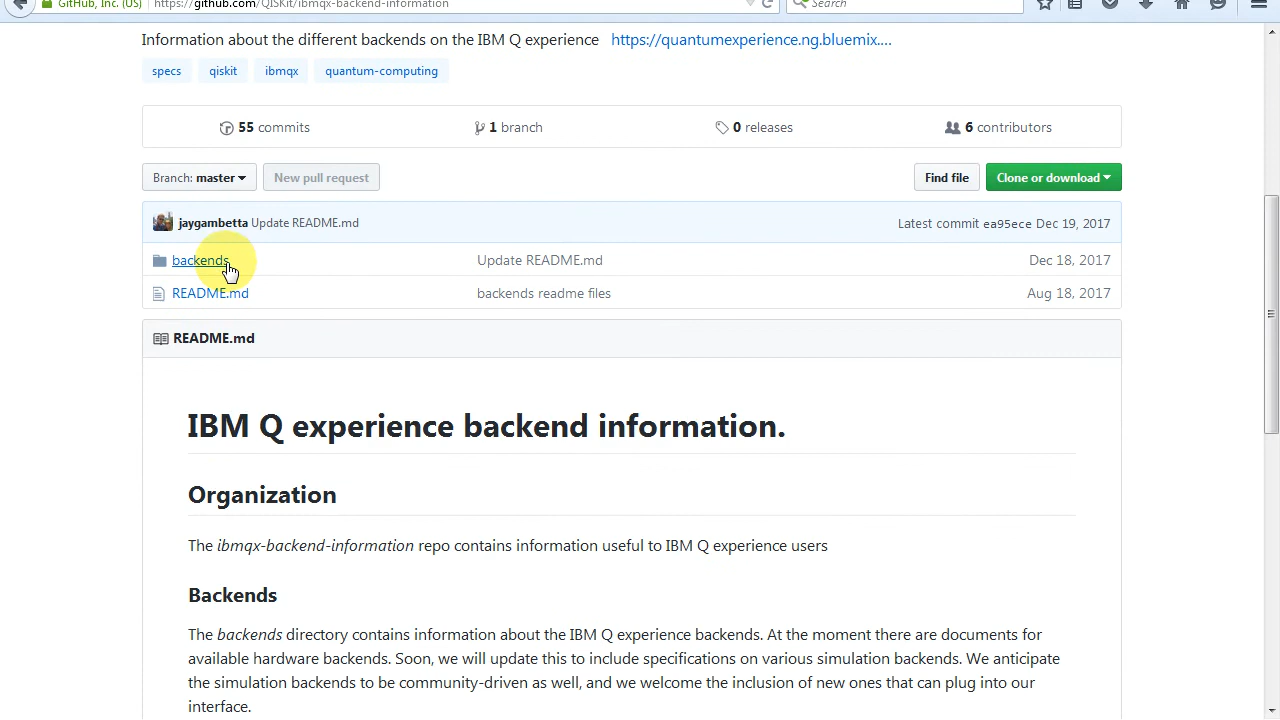 GitHub, Inc. (US) https://github.com/QISKit/ibmqx-backend-information Search
Information about the different backends on the IBM Q experience https://quantumexperience.ng.bluemix....
specs qiskit ibmqx quantum-computing
55 commits 1 branch 0 releases 6 contributors
Branch: master New pull request Find file Clone or download
jaygambetta Update README.md Latest commit ea95ece Dec 19, 2017
backends Update README.md Dec 18, 2017
README.md backends readme files Aug 18, 2017
README.md
IBM Q experience backend information.
Organization
The ibmqx-backend-information repo contains information useful to IBM Q experience users
Backends
The backends directory contains information about the IBM Q experience backends. At the moment there are documents for
available hardware backends. Soon, we will update this to include specifications on various simulation backends. We anticipate
the simulation backends to be community-driven as well, and we welcome the inclusion of new ones that can plug into our
interface.